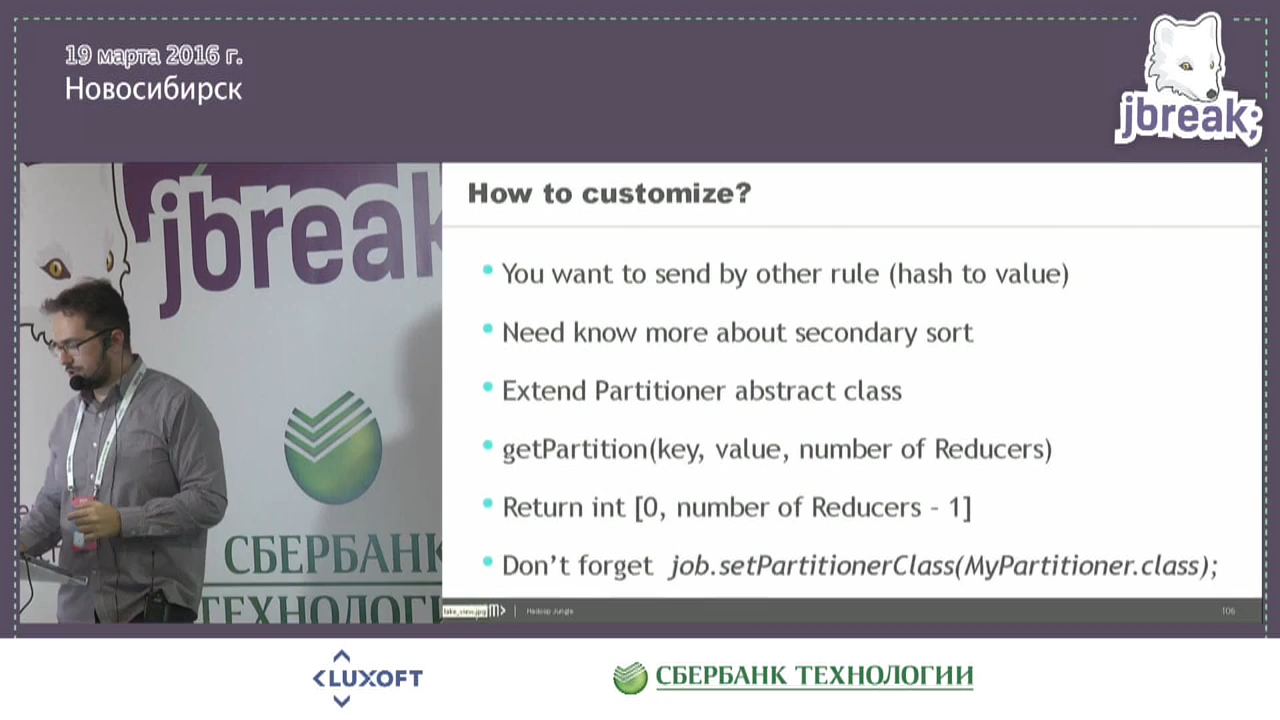 19 марта 2016 г.
Новосибирск
jbreak;
jbreak
СБЕРБАНК
ТЕХНОЛОГИ
How to customize?
• You want to send by other rule (hash to value)
• Need know more about secondary sort
• Extend Partitioner abstract class
• getPartition(key, value, number of Reducers)
• Return int [0, number of Reducers - 1]
• Don’t forget job.setPartitionerClass(MyPartitioner.class);
Hadoop Jungle
106
<LUXOFT
СБЕРБАНК ТЕХНОЛОГИИ